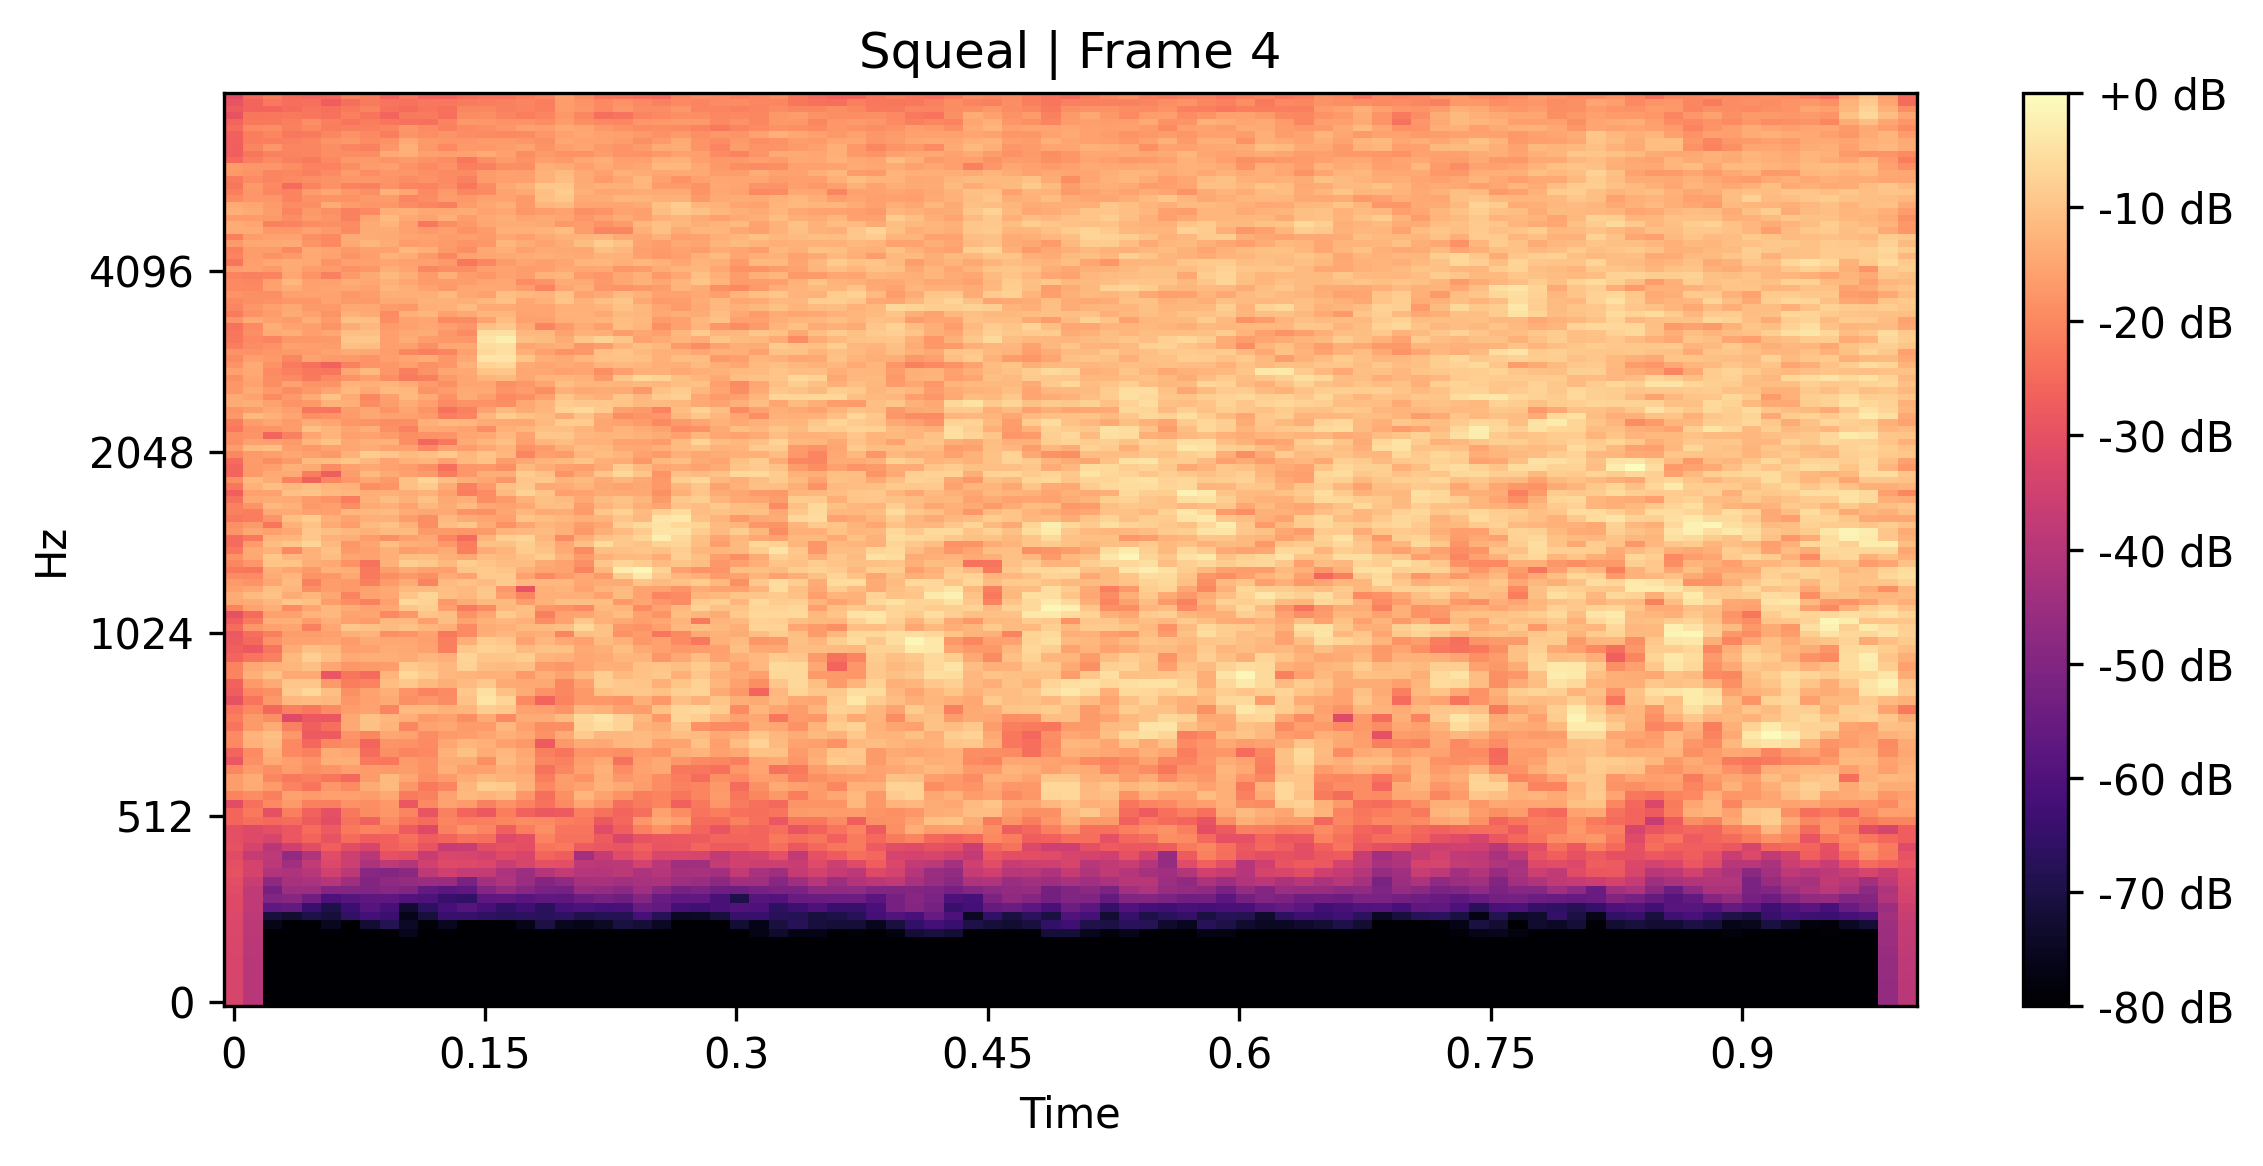 Squeal | Frame 4
+0 dB
-10 dB
-20 dB
-30 dB
-40 dB
-50 dB
-60 dB
-70 dB
-80 dB
Hz
4096
2048
1024
512
0
0 0.15 0.3 0.45 0.6 0.75 0.9
Time